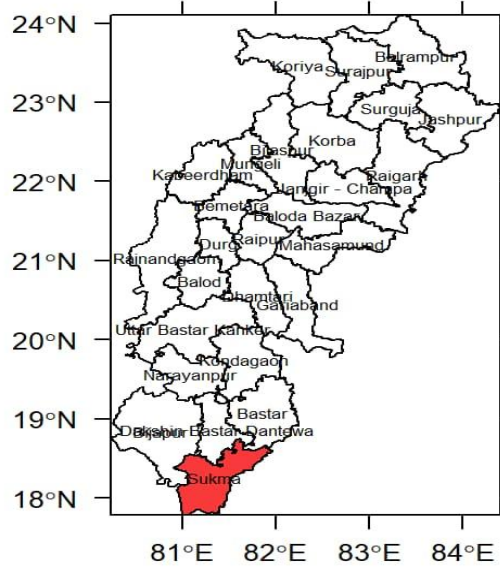 24°N
Balrampur
Koriya
Surajpur
23°N
Surguja
Jashpur
Korba
Bilaspur
Mungeli
22°N
Kabeerdham
Raigarh
Janjgir - Champa
Bemetara
Baloda Bazar
Durg
Raipur
Mahasamund
21°N
Rajnandgaon
Balod
Dhamtari
Gariaband
20°N
Uttar Bastar Kanker
Kondagaon
Narayanpur
19°N
Bastar
Dakshin Bastar Dantewa
Bijapur
Sukma
18°N
81°E 82°E 83°E 84°E